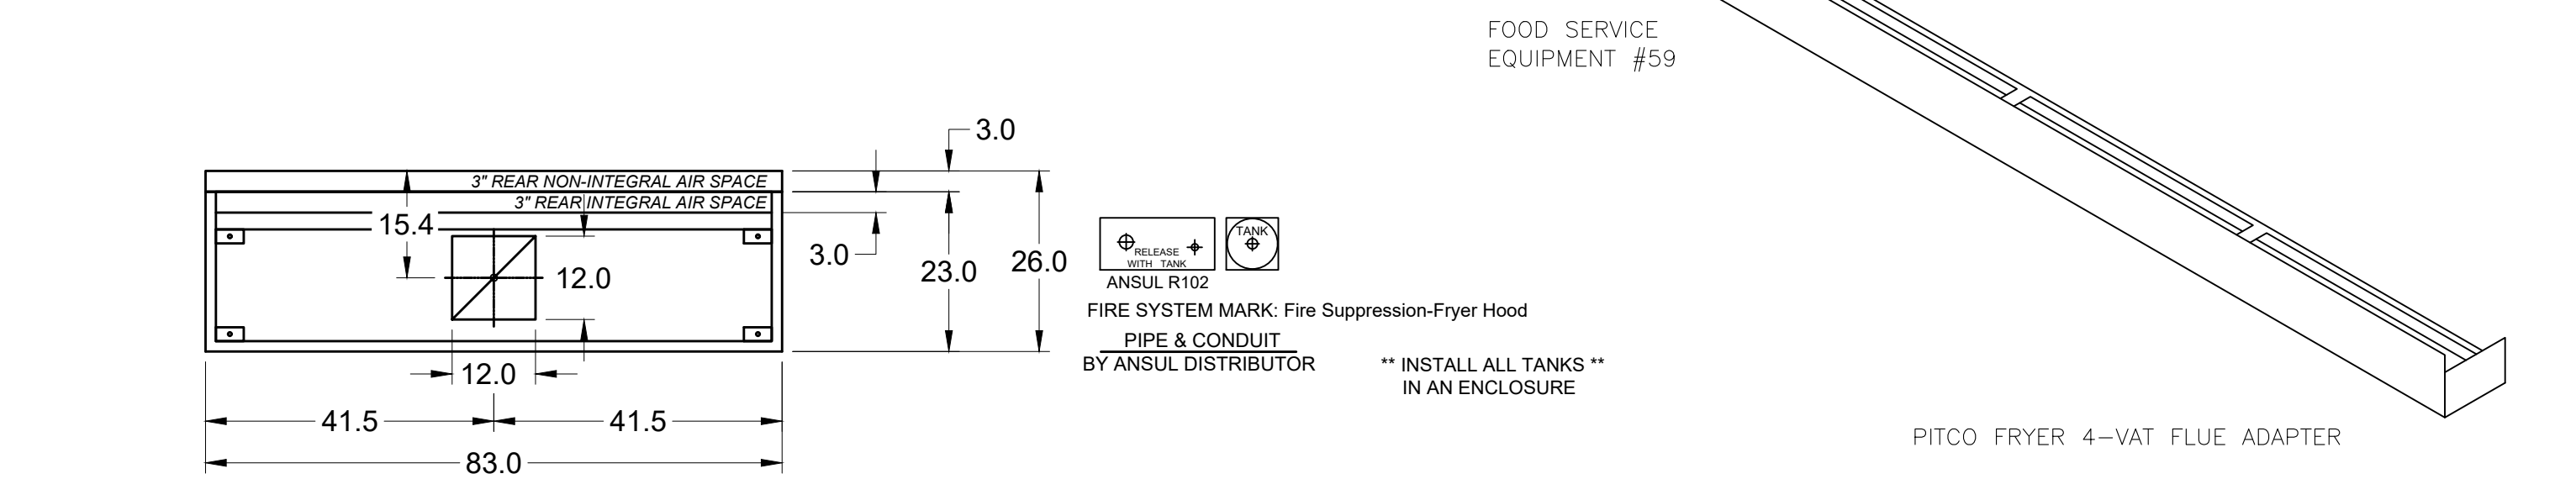 FOOD SERVICE
EQUIPMENT #59
3.0
3" REAR NON-INTEGRAL AIR SPACE
3" REAR INTEGRAL AIR SPACE
15.4
12.0
3.0
23.0
26.0
12.0
41.5
41.5
83.0
RELEASE
WITH TANK
TANK
ANSUL R102
FIRE SYSTEM MARK: Fire Suppression-Fryer Hood
PIPE & CONDUIT
BY ANSUL DISTRIBUTOR
** INSTALL ALL TANKS **
IN AN ENCLOSURE
PITCO FRYER 4-VAT FLUE ADAPTER